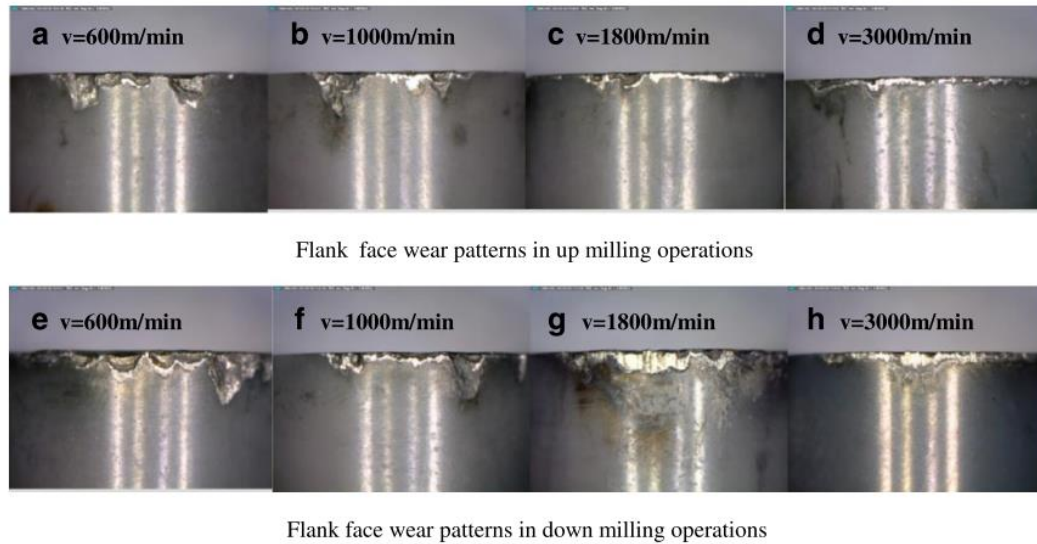 a v=600m/min
b v=1000m/min
c v=1800m/min
d v=3000m/min
Flank face wear patterns in up milling operations
e v=600m/min
f v=1000m/min
g v=1800m/min
h v=3000m/min
Flank face wear patterns in down milling operations